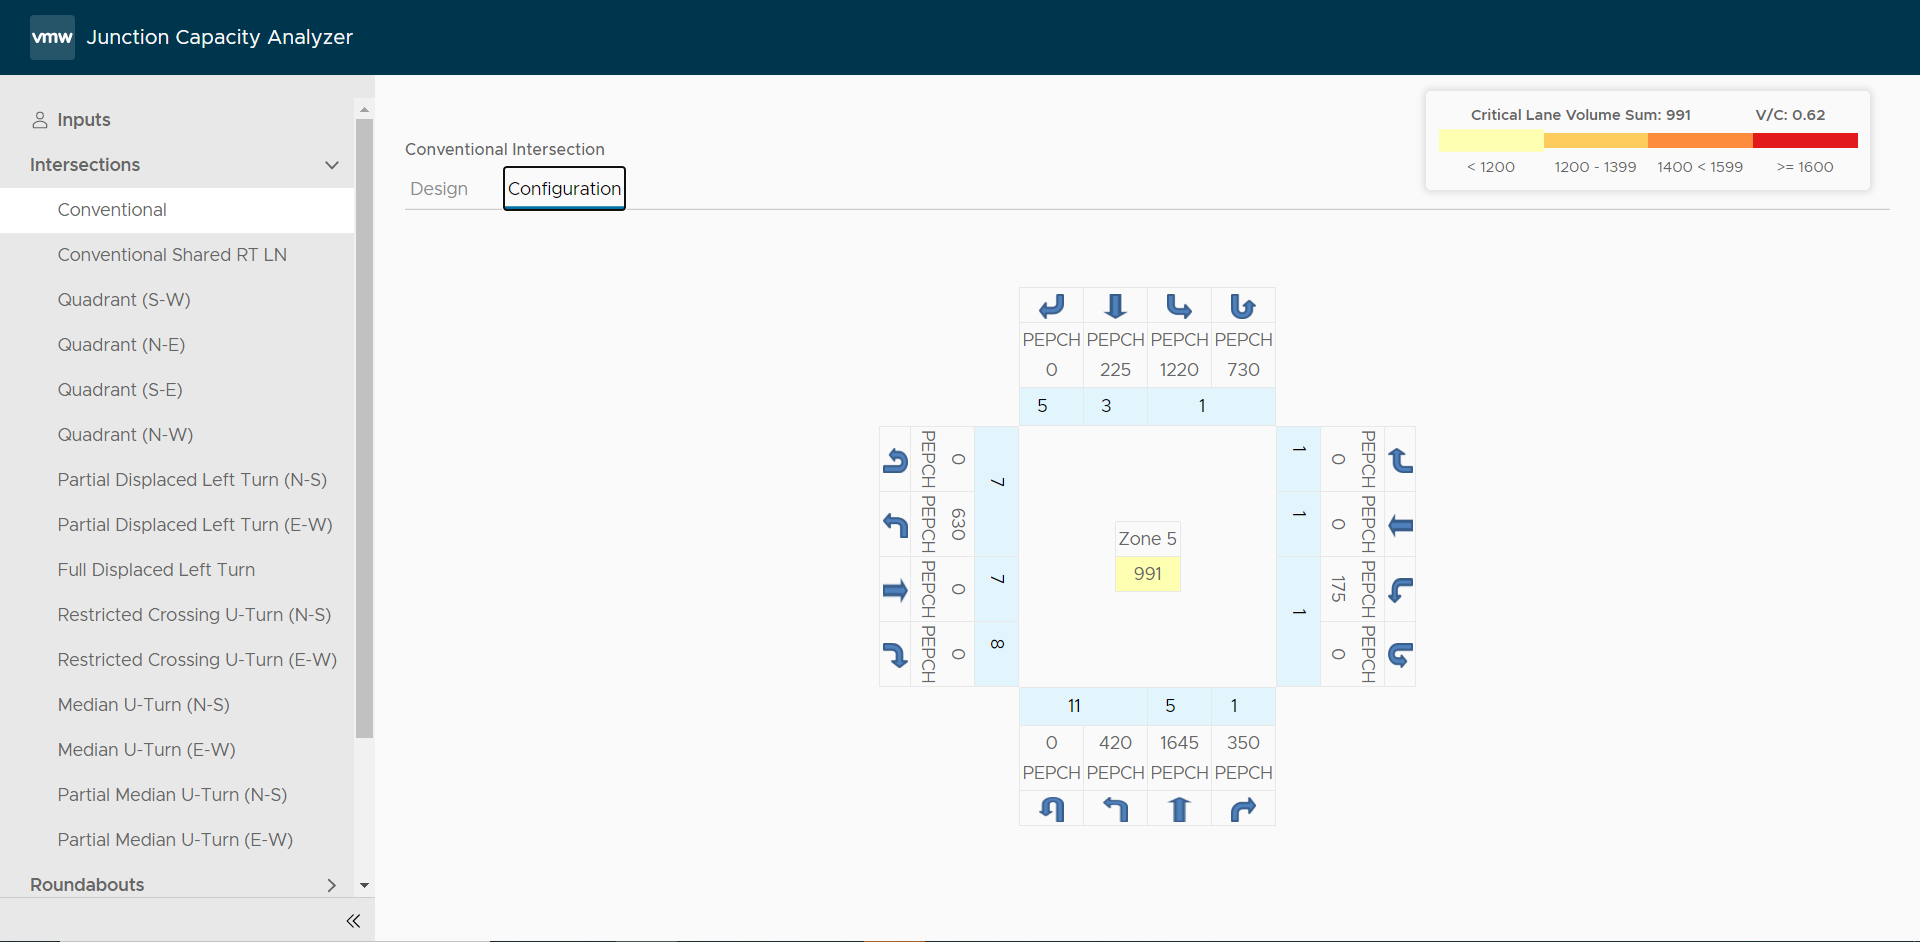 vmw Junction Capacity Analyzer
Inputs
Intersections
Conventional
Conventional Shared RT LN
Quadrant (S-W)
Quadrant (N-E)
Quadrant (S-E)
Quadrant (N-W)
Partial Displaced Left Turn (N-S)
Partial Displaced Left Turn (E-W)
Full Displaced Left Turn
Restricted Crossing U-Turn (N-S)
Restricted Crossing U-Turn (E-W)
Median U-Turn (N-S)
Median U-Turn (E-W)
Partial Median U-Turn (N-S)
Partial Median U-Turn (E-W)
Roundabouts
Conventional Intersection
Design Configuration
Critical Lane Volume Sum: 991 V/C: 0.62
< 1200 1200 - 1399 1400 < 1599 >= 1600
PEPCH PEPCH PEPCH PEPCH
0 225 1220 730
5 3 1
PEPCH 0 7
PEPCH 630
PEPCH 0 7
PEPCH 0 8
Zone 5
991
1 0 PEPCH
1 0 PEPCH
1 175 PEPCH
0 PEPCH
11 5 1
0 420 1645 350
PEPCH PEPCH PEPCH PEPCH